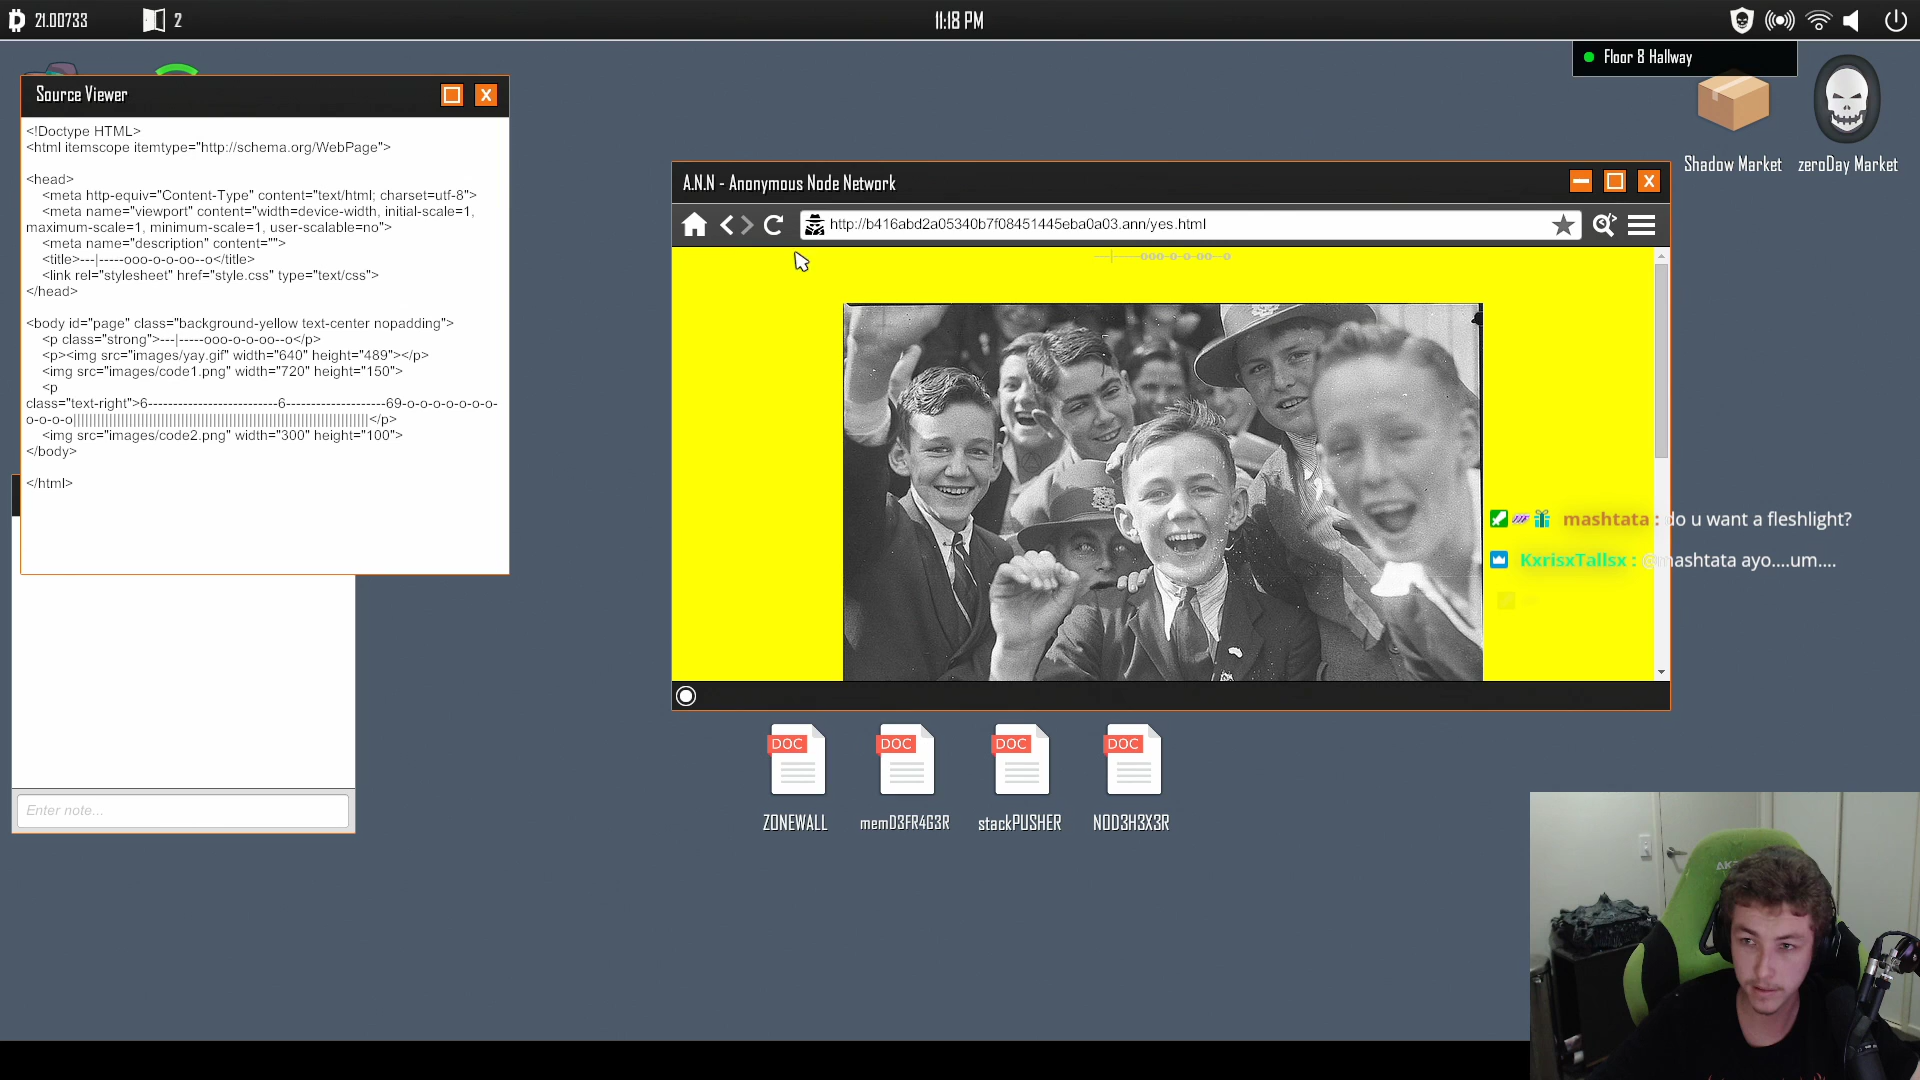 21.00733
2
11:18 PM
Floor 8 Hallway
Source Viewer
<!Doctype HTML>
<html itemscope itemtype="http://schema.org/WebPage">
<head>
<meta http-equiv="Content-Type" content="text/html; charset=utf-8">
<meta name="viewport" content="width=device-width, initial-scale=1,
maximum-scale=1, minimum-scale=1, user-scalable=no">
<meta name="description" content="">
<title>---|-----ooo-o-o-oo--o</title>
<link rel="stylesheet" href="style.css" type="text/css">
</head>
<body id="page" class="background-yellow text-center nopadding">
<p class="strong">---|-----ooo-o-o-oo--o</p>
<p><img src="images/yay.gif" width="640" height="489"></p>
<img src="images/code1.png" width="720" height="150">
<p
class="text-right">6--------------------------6--------------------69-o-o-o-o-o-o-o-
<img src="images/code2.png" width="300" height="100">
</body>
</html>
Enter note...
A.N.N - Anonymous Node Network
http://b416abd2a05340b7f08451445eba0a03.ann/yes.html
---|-----ooo-o-o-oo--o
Shadow Market
zeroDay Market
mashtata : do u want a fleshlight?
KxrisxTallsx : @mashtata ayo....um....
DOC
DOC
DOC
DOC
ZONEWALL
memD3FR4G3R
stackPUSHER
NOD3H3X3R